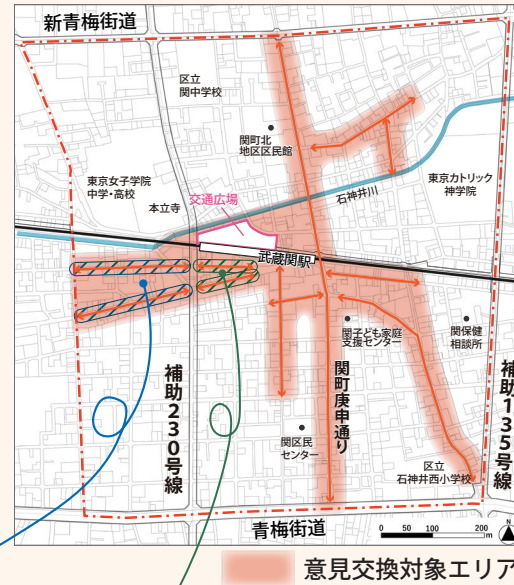 新青梅街道
区立
関中学校
関町北
地区区民館
東京女子学院
中学・高校
本立寺
交通広場
石神井川
東京カトリック
神学院
武蔵関駅
関子ども家庭
支援センター
関保健
相談所
補助230号線
関町庚申通り
補助135号線
関区民
センター
区立
石神井西小学校
青梅街道
0 50 100 200
m
N
意見交換対象エリア